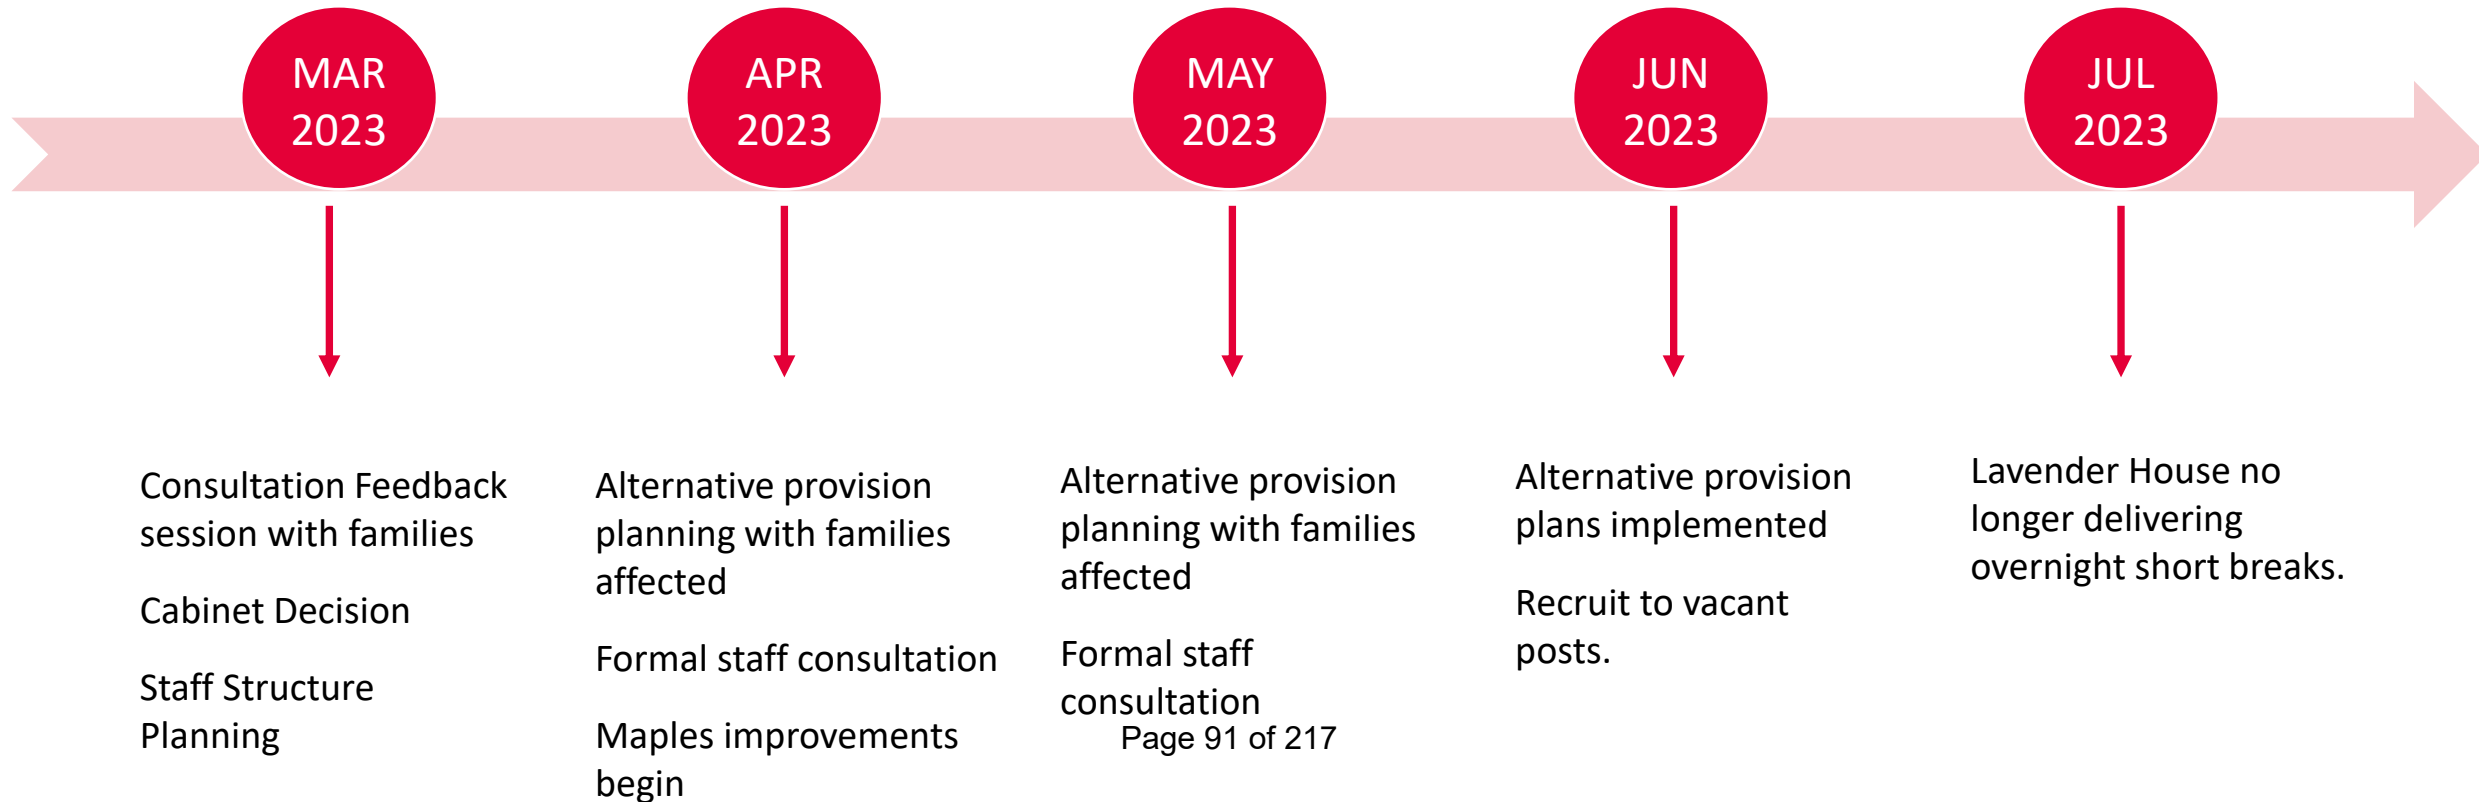 MAR
2023
APR
2023
MAY
2023
JUN
2023
JUL
2023
Consultation Feedback
session with families
Cabinet Decision
Staff Structure
Planning
Alternative provision
planning with families
affected
Formal staff consultation
Maples improvements
begin
Alternative provision
planning with families
affected
Formal staff
consultation
Alternative provision
plans implemented
Recruit to vacant
posts.
Lavender House no
longer delivering
overnight short breaks.
Page 91 of 217